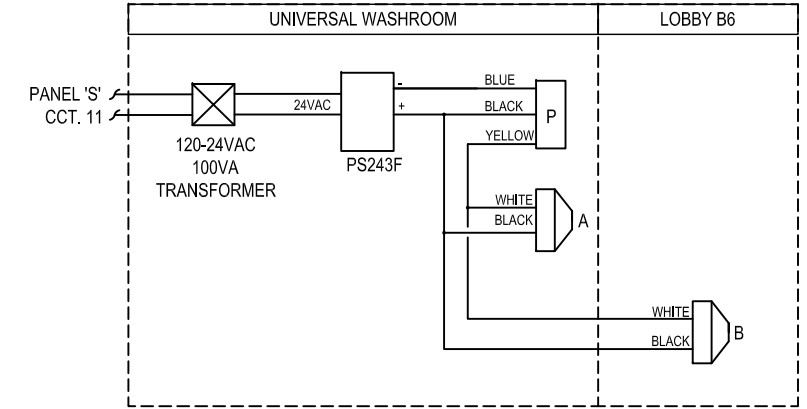 UNIVERSAL WASHROOM
LOBBY B6
PANEL 'S'
CCT. 11
120-24VAC
100VA
TRANSFORMER
24VAC
-
+
PS243F
BLUE
BLACK
YELLOW
P
WHITE
BLACK
A
WHITE
BLACK
B